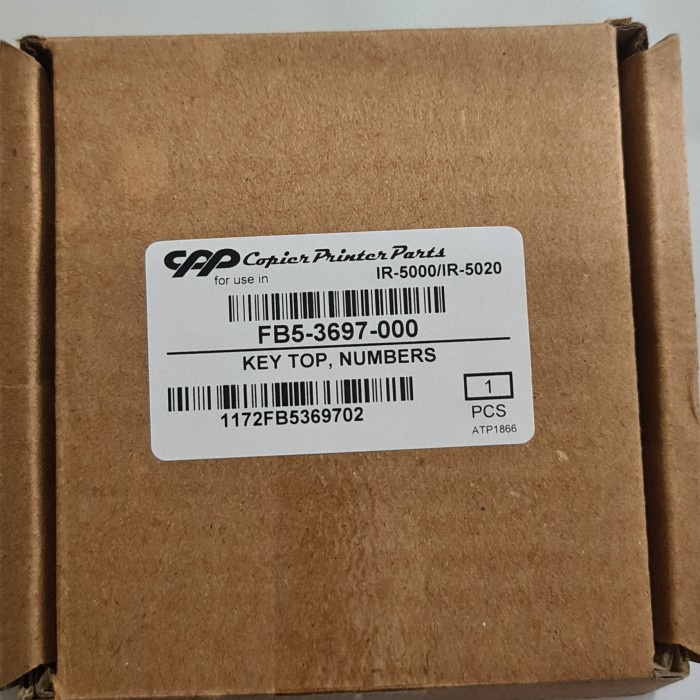 CPP Copier Printer Parts
for use in IR-5000/IR-5020
FB5-3697-000
KEY TOP, NUMBERS
1
1172FB5369702
PCS
ATP1866